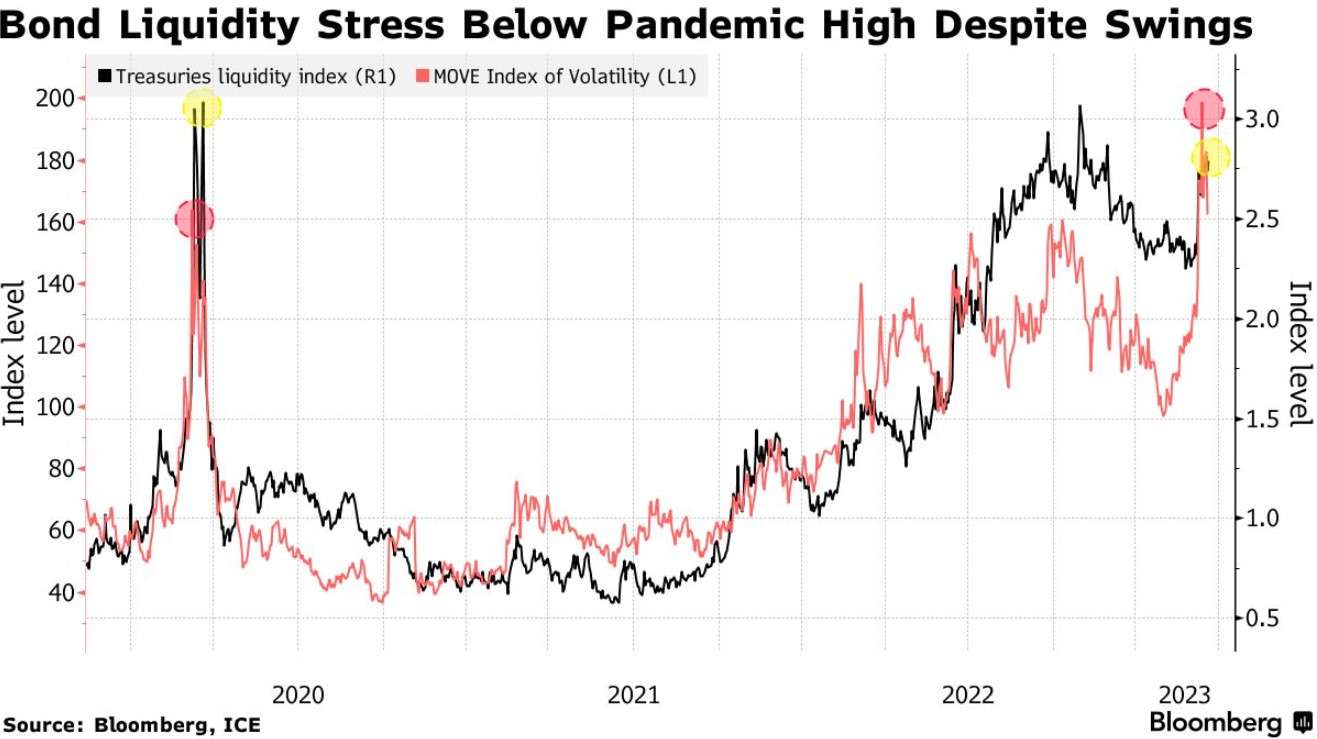 Bond Liquidity Stress Below Pandemic High Despite Swings
Treasuries liquidity index (R1) MOVE Index of Volatility (L1)
200
180
160
140
120
100
80
60
40
Index level
3.0
2.5
2.0
1.5
1.0
0.5
Index level
2020 2021 2022 2023
Source: Bloomberg, ICE
Bloomberg